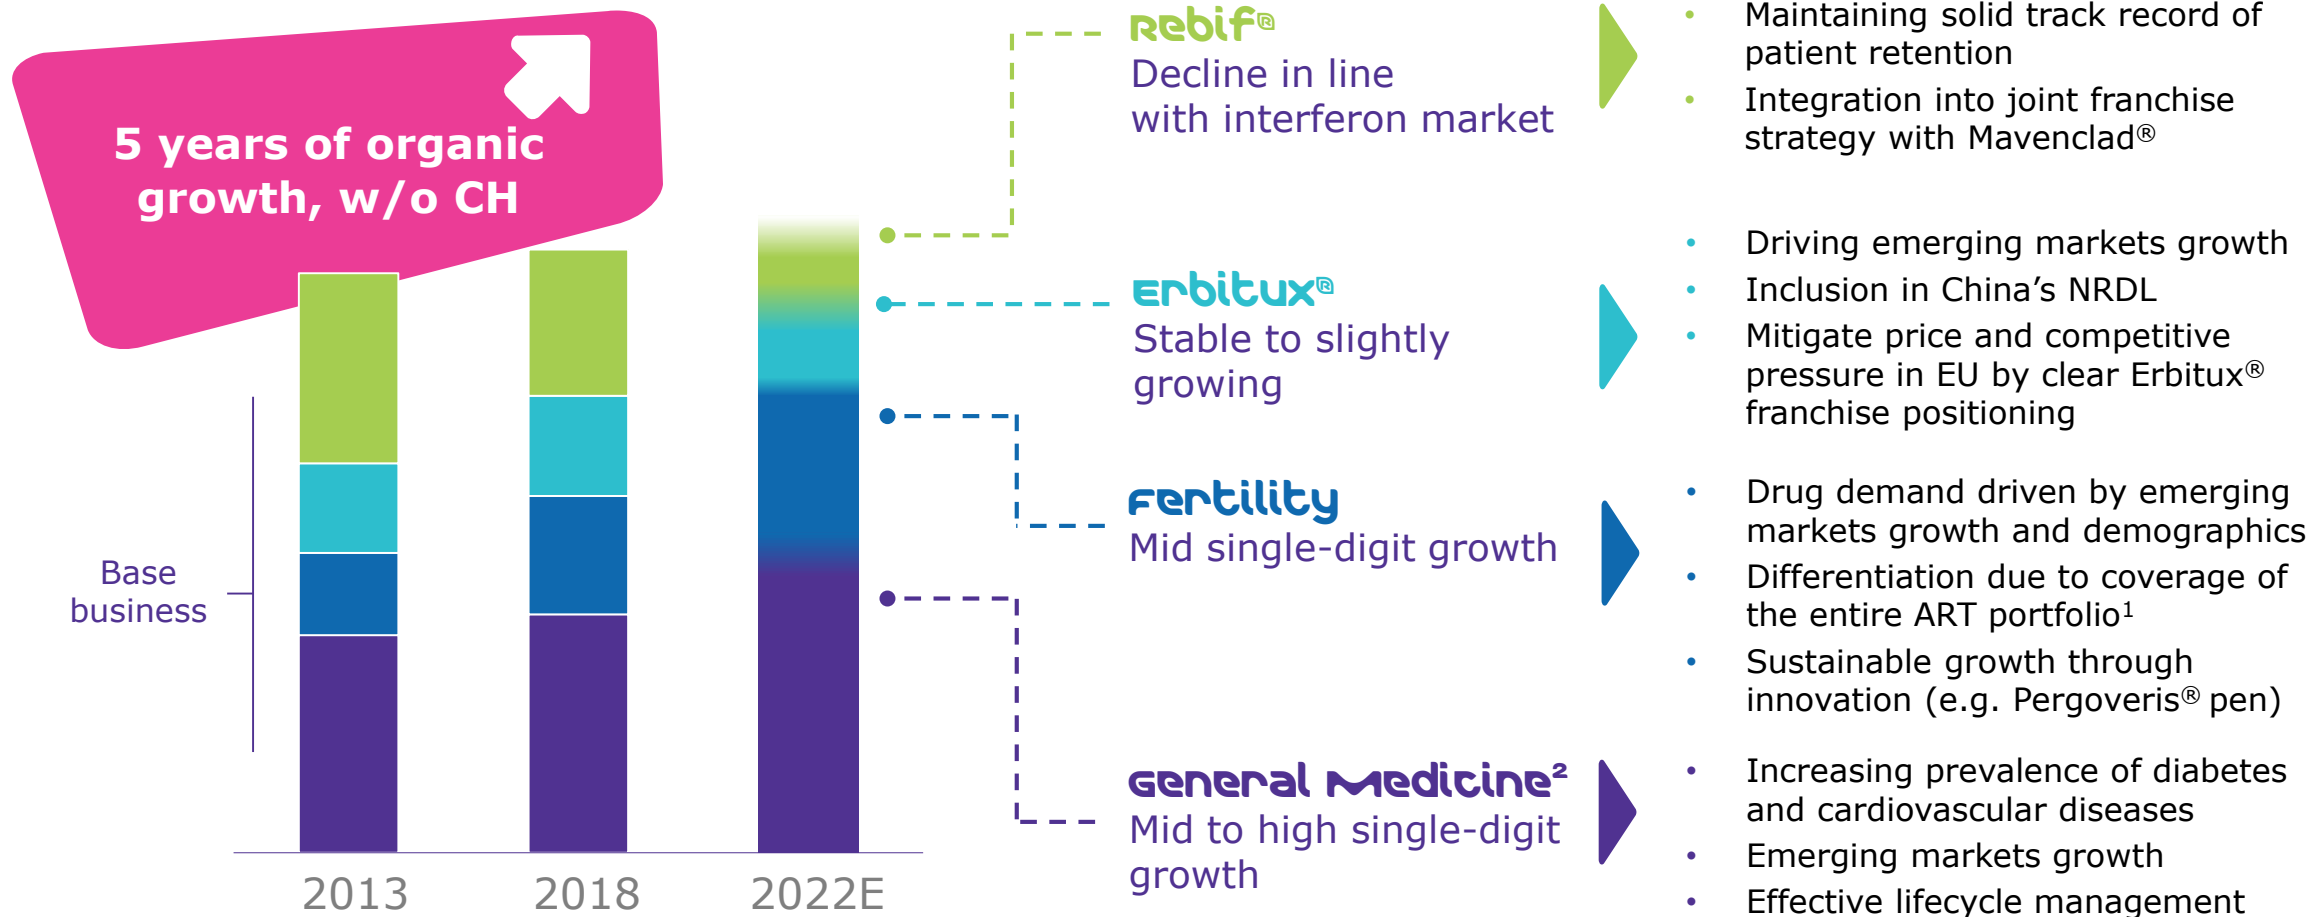 5 years of organic
growth, w/o CH
Base
business
2013
2018
2022E
Rebif®
Decline in line
with interferon market
• Maintaining solid track record of
patient retention
• Integration into joint franchise
strategy with Mavenclad®
Erbitux®
Stable to slightly
growing
• Driving emerging markets growth
• Inclusion in China’s NRDL
• Mitigate price and competitive
pressure in EU by clear Erbitux®
franchise positioning
Fertility
Mid single-digit growth
• Drug demand driven by emerging
markets growth and demographics
• Differentiation due to coverage of
the entire ART portfolio¹
• Sustainable growth through
innovation (e.g. Pergoveris® pen)
General Medicine²
Mid to high single-digit
growth
• Increasing prevalence of diabetes
and cardiovascular diseases
• Emerging markets growth
• Effective lifecycle management